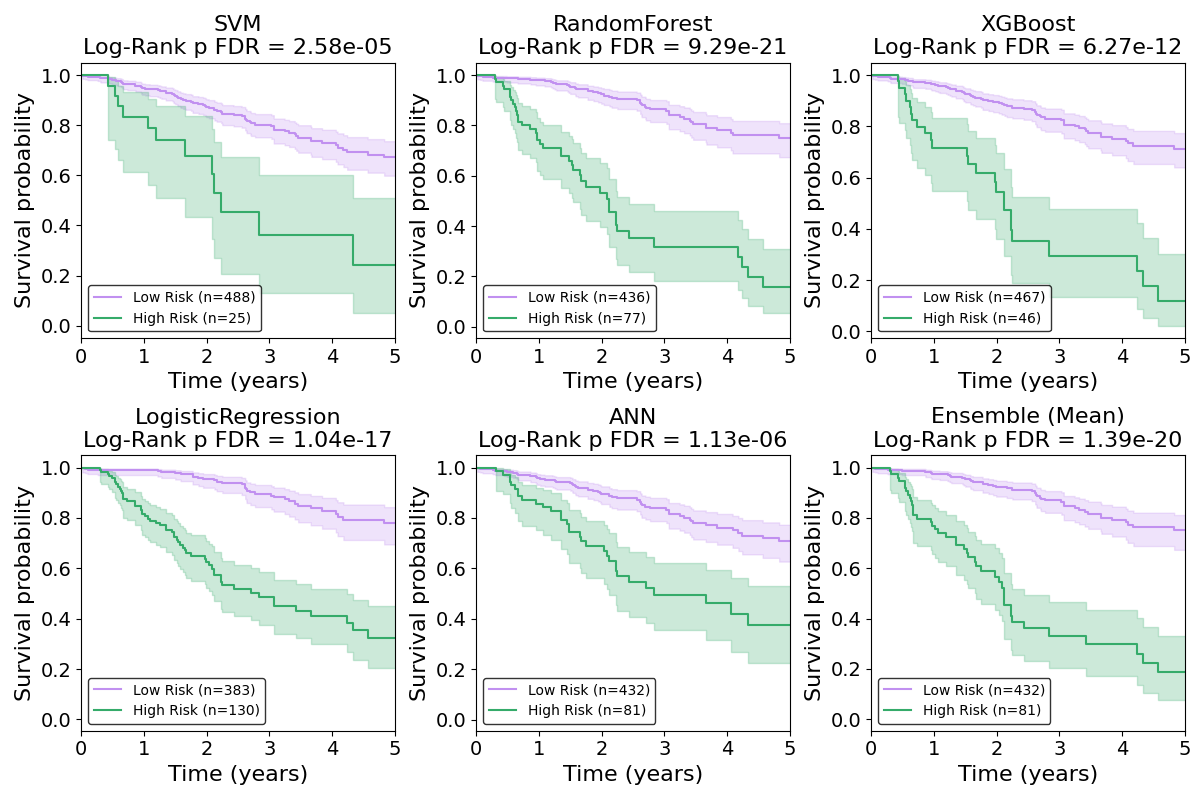 SVM
Log-Rank p FDR = 2.58e-05
Survival probability
1.0
0.8
0.6
0.4
0.2
0.0
Low Risk (n=488)
High Risk (n=25)
0 1 2 3 4 5
Time (years)
RandomForest
Log-Rank p FDR = 9.29e-21
Survival probability
1.0
0.8
0.6
0.4
0.2
0.0
Low Risk (n=436)
High Risk (n=77)
0 1 2 3 4 5
Time (years)
XGBoost
Log-Rank p FDR = 6.27e-12
Survival probability
1.0
0.8
0.6
0.4
0.2
0.0
Low Risk (n=467)
High Risk (n=46)
0 1 2 3 4 5
Time (years)
LogisticRegression
Log-Rank p FDR = 1.04e-17
Survival probability
1.0
0.8
0.6
0.4
0.2
0.0
Low Risk (n=383)
High Risk (n=130)
0 1 2 3 4 5
Time (years)
ANN
Log-Rank p FDR = 1.13e-06
Survival probability
1.0
0.8
0.6
0.4
0.2
0.0
Low Risk (n=432)
High Risk (n=81)
0 1 2 3 4 5
Time (years)
Ensemble (Mean)
Log-Rank p FDR = 1.39e-20
Survival probability
1.0
0.8
0.6
0.4
0.2
0.0
Low Risk (n=432)
High Risk (n=81)
0 1 2 3 4 5
Time (years)